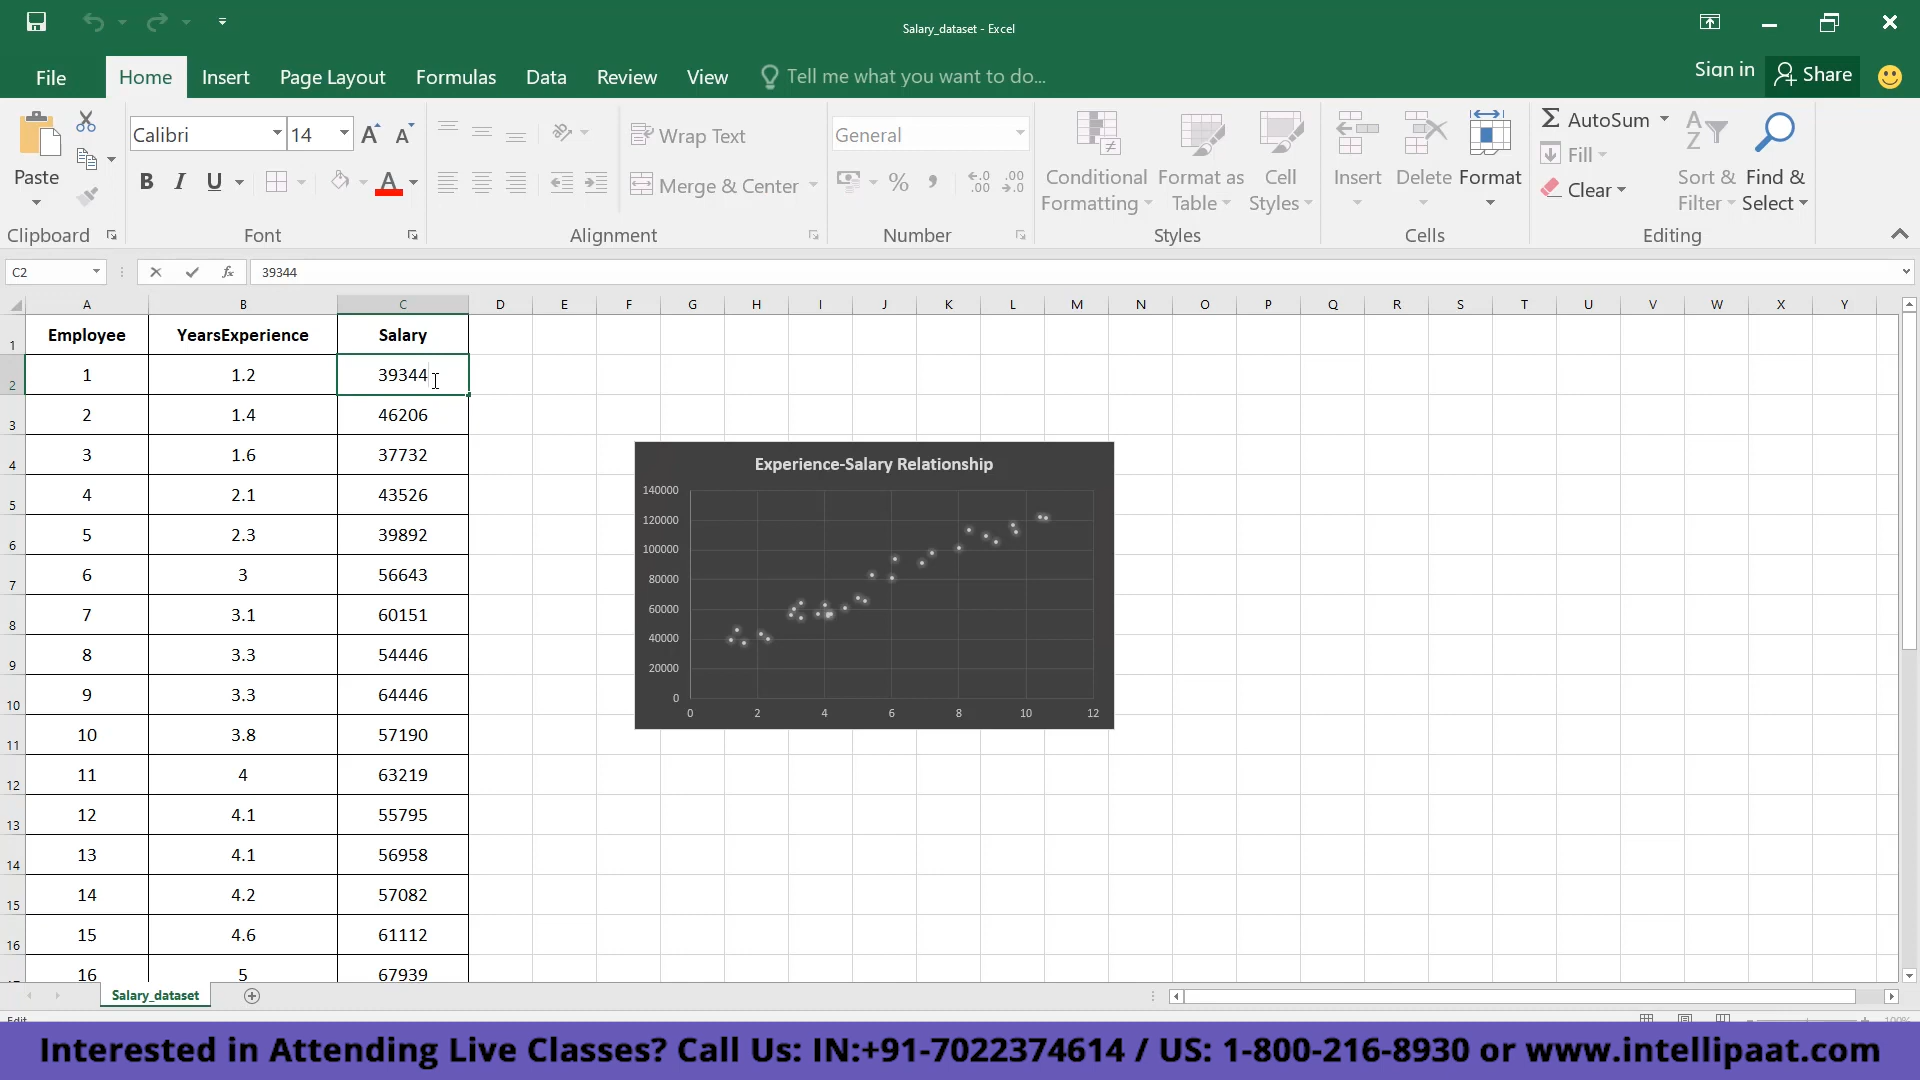 Salary_dataset - Excel
File Home Insert Page Layout Formulas Data Review View Tell me what you want to do... Sign in Share
Calibri 14 Wrap Text General AutoSum
Fill
Paste B I U Merge & Center % Conditional Formatting Format as Table Cell Styles Insert Delete Format Clear Sort & Filter Find & Select
Clipboard Font Alignment Number Styles Cells Editing
C2 fx 39344
A B C D E F G H I J K L M N O P Q R S T U V W X Y
1 Employee YearsExperience Salary
2 1 1.2 39344
3 2 1.4 46206
4 3 1.6 37732
5 4 2.1 43526
6 5 2.3 39892
7 6 3 56643
8 7 3.1 60151
9 8 3.3 54446
10 9 3.3 64446
11 10 3.8 57190
12 11 4 63219
13 12 4.1 55795
14 13 4.1 56958
15 14 4.2 57082
16 15 4.6 61112
16 5 67939
Experience-Salary Relationship
140000
120000
100000
80000
60000
40000
20000
0
0 2 4 6 8 10 12
Salary_dataset
Interested in Attending Live Classes? Call Us: IN:+91-7022374614 / US: 1-800-216-8930 or www.intellipaat.com